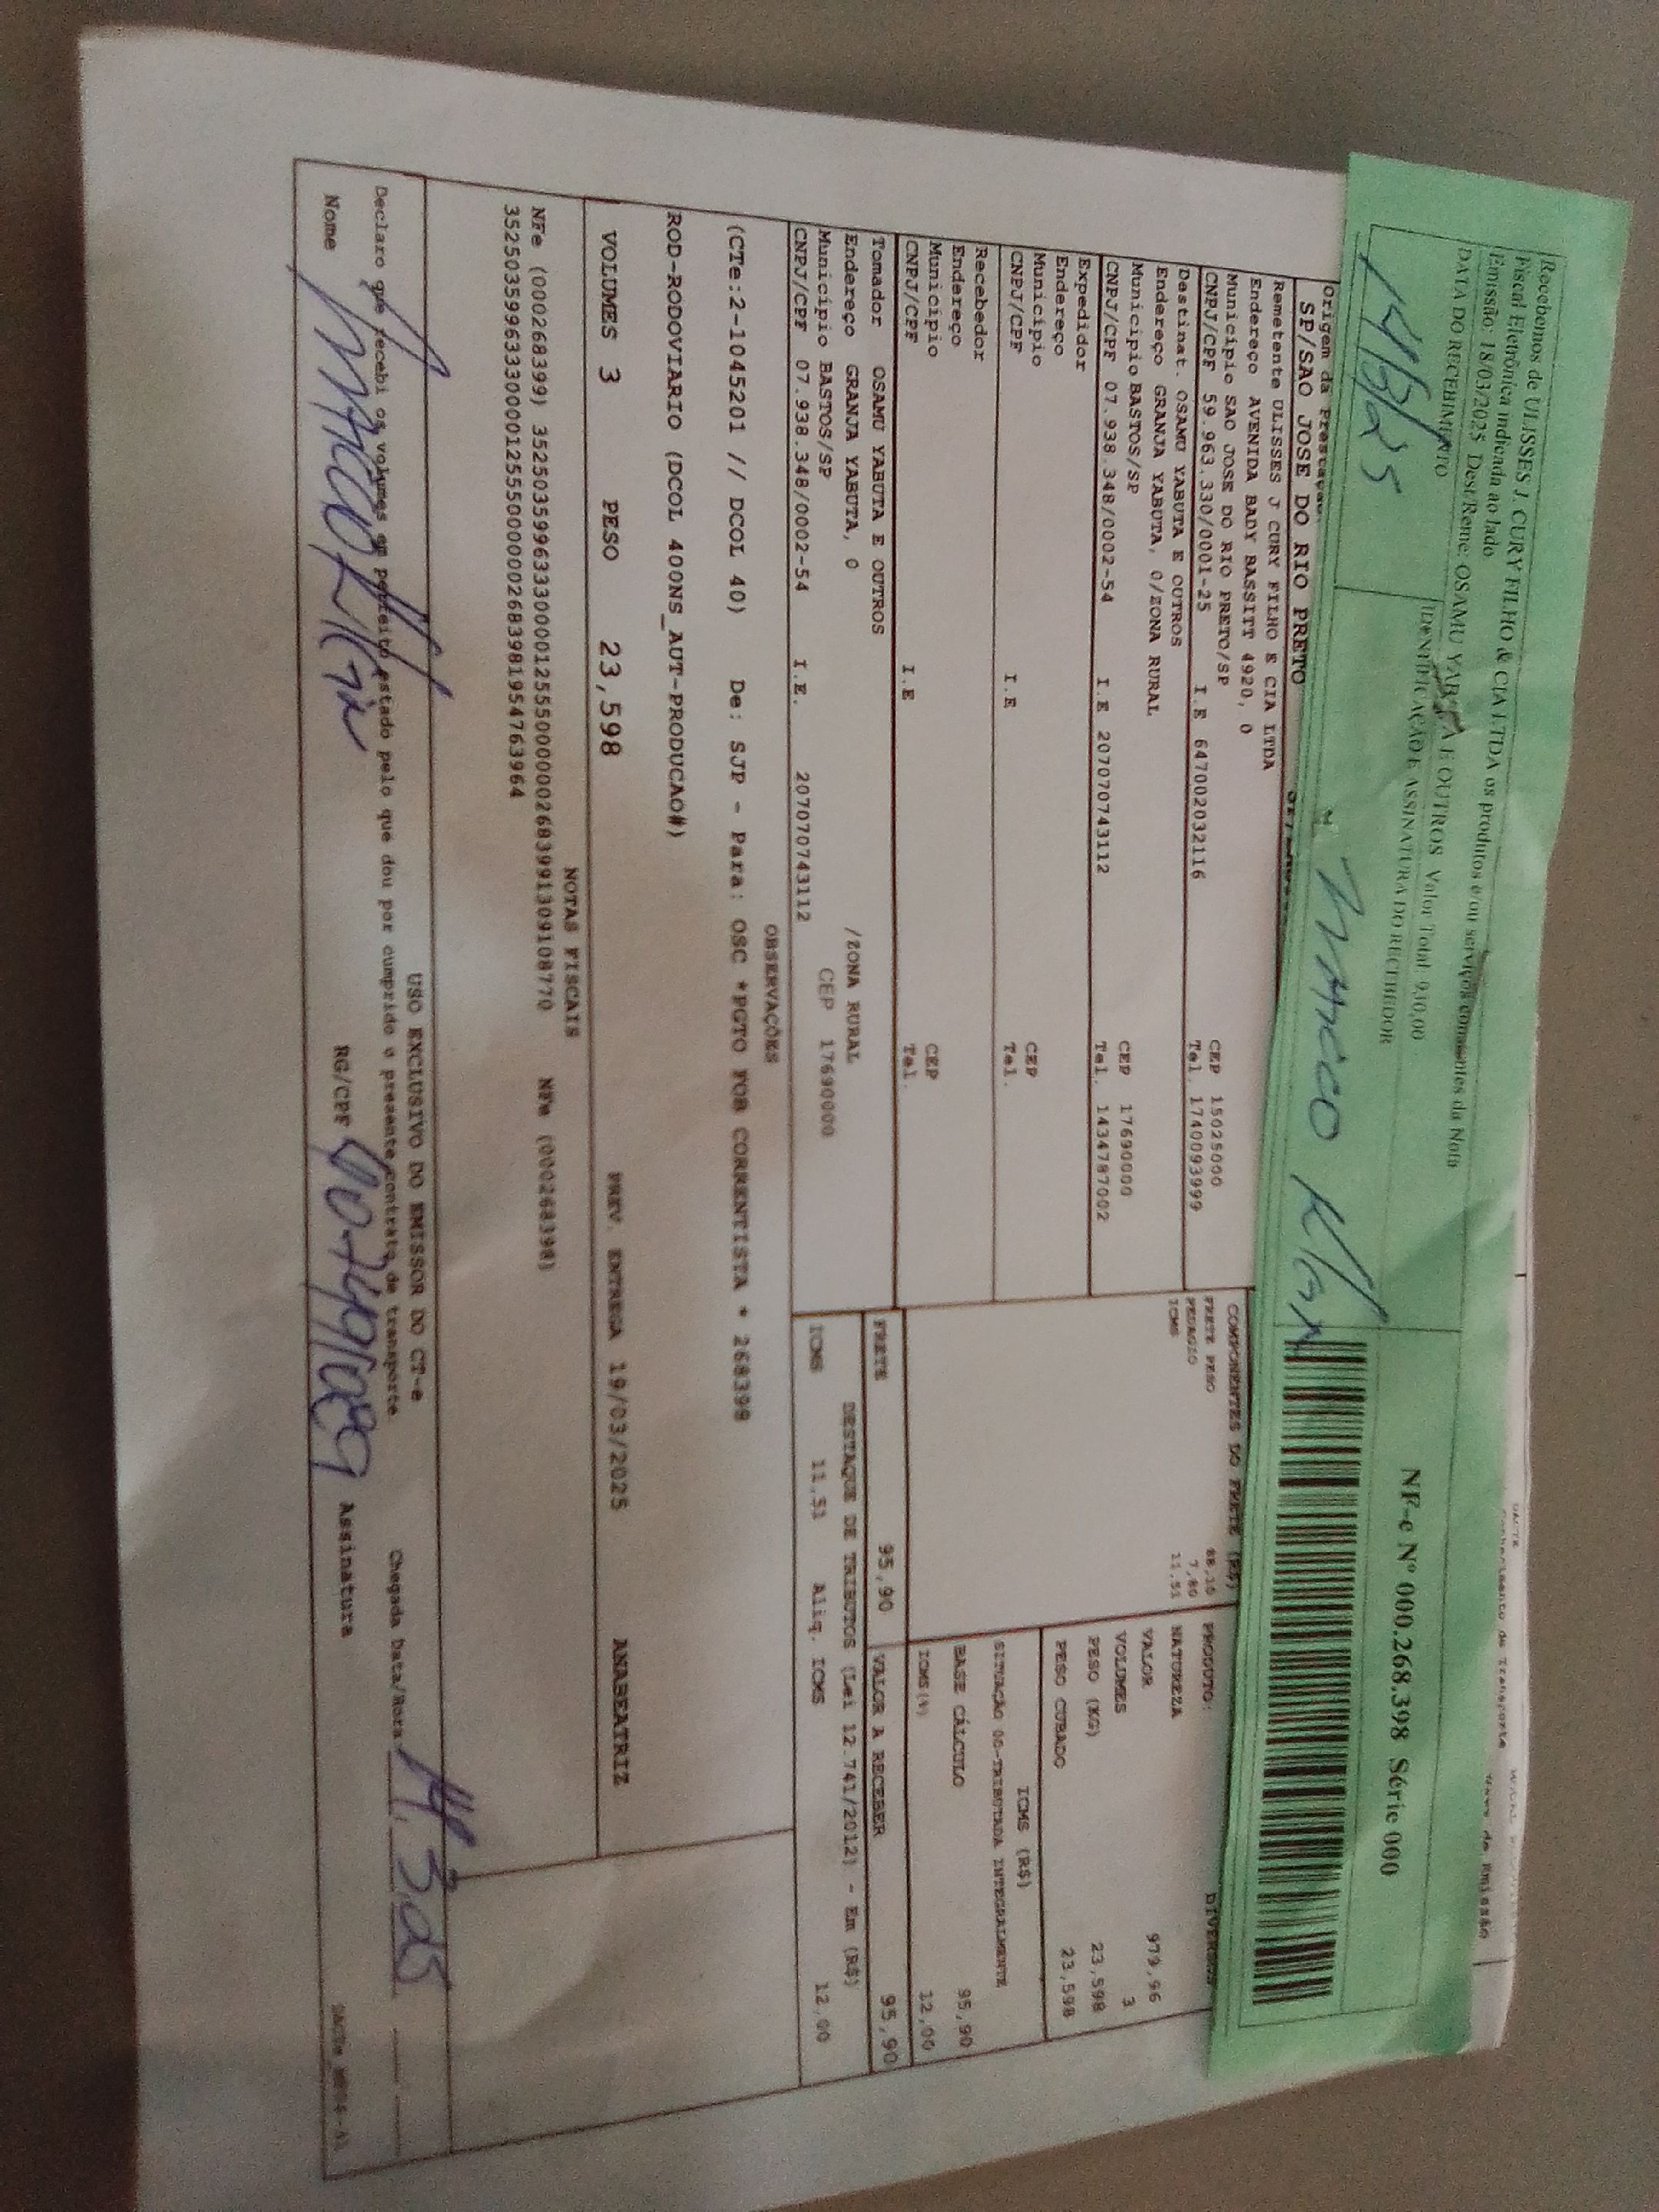 Recebemos de ULISSES J. CURY FILHO & CIA LTDA os produtos e/ou serviços constantes da Nota
Fiscal Eletrônica indicada ao lado
Emissão: 18/03/2025 Dest/Reme: OSAMU YABUTA E OUTROS Valor Total: 930,00
DATA DO RECEBIMENTO
IDENTIFICAÇÃO E ASSINATURA DO RECEBEDOR
NF-e Nº 000.268.398 Série 000
Origem da Prestação
SP/SAO JOSE DO RIO PRETO
Remetente ULISSES J CURY FILHO E CIA LTDA
Endereço AVENIDA BADY BASSITT 4920, 0
Município SAO JOSE DO RIO PRETO/SP CEP 15025000
CNPJ/CPF 59.963.330/0001-25 I.E 647002032116 Tel. 1740093999
Destinat. OSAMU YABUTA E OUTROS
Endereço GRANJA YABUTA, 0/ZONA RURAL
Município BASTOS/SP CEP 17690000
CNPJ/CPF 07.938.348/0002-54 I.E 207070743112 Tel. 1434787002
Expedidor
Endereço
Município CEP
CNPJ/CPF I.E Tel.
Recebedor
Endereço
Município CEP
CNPJ/CPF I.E Tel.
Tomador OSAMU YABUTA E OUTROS
Endereço GRANJA YABUTA, 0 /ZONA RURAL
Município BASTOS/SP CEP 17690000
CNPJ/CPF 07.938.348/0002-54 I.E. 207070743112
COMPONENTES DO FRETE (R$)
FRETE PESO 88,10
PEDAGIO 7,80
ICMS 11,51
PRODUTO: DIVERSOS
NATUREZA
VALOR 979,96
VOLUMES 3
PESO (KG) 23,598
PESO CUBADO 23,598
ICMS (R$)
SITUAÇÃO 00-TRIBUTADA INTEGRALMENTE
BASE CÁLCULO 95,90
ICMS(%) 12,00
FRETE 95,90 VALOR A RECEBER 95,90
DESTAQUE DE TRIBUTOS (Lei 12.741/2012) - Em (R$)
ICMS 11,51 Aliq. ICMS 12,00
OBSERVAÇÕES
(CTe:2-1045201 // DCOL 40) De: SJP - Para: OSC *PGTO FOB CORRENTISTA * 268398
ROD-RODOVIARIO (DCOL 400NS_AUT-PRODUCAO#)
VOLUMES 3 PESO 23,598 PREV. ENTREGA 19/03/2025 ANABEATRIZ
NOTAS FISCAIS
NFe (000268399) 35250359963330000125550000002683991309108770 NFe (000268398)
35250359963330000125550000002683981954763964
USO EXCLUSIVO DO EMISSOR DO CT-e
Declaro que recebi os volumes em perfeito estado pelo que dou por cumprido o presente contrato de transporte.
Chegada Data/Hora
Nome RG/CPF Assinatura